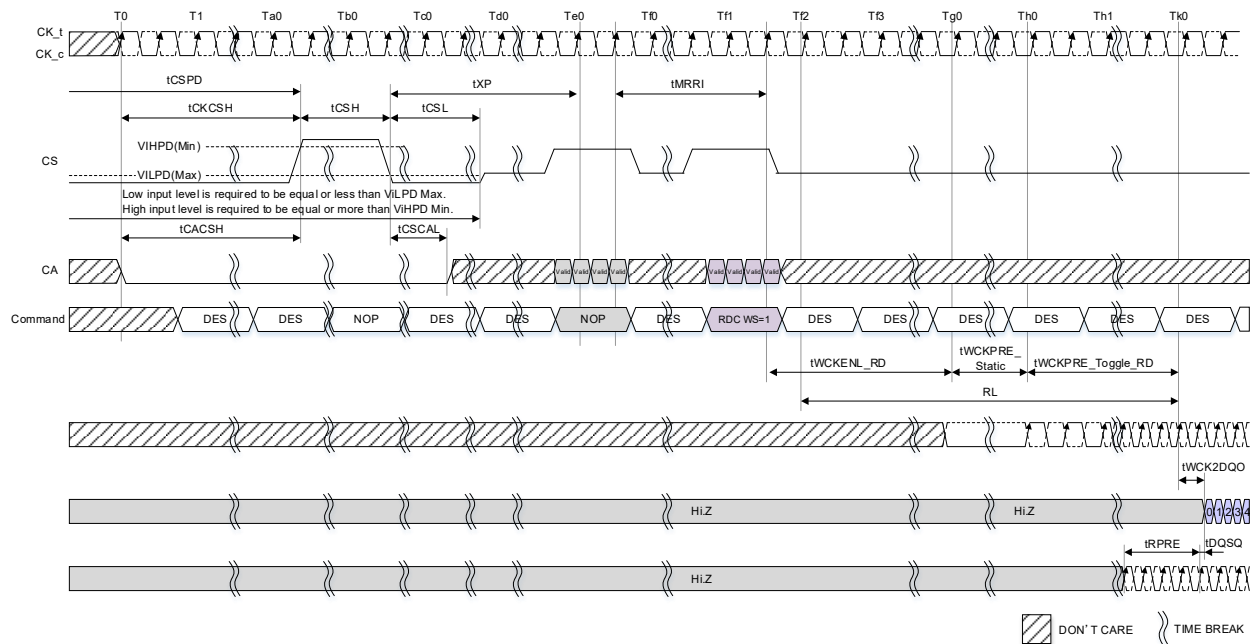 T0 T1 Ta0 Tb0 Tc0 Td0 Te0 Tf0 Tf1 Tf2 Tf3 Tg0 Th0 Th1 Tk0
CK_t
CK_c
tCSPD
tXP tMRRI
tCKCSH tCSH tCSL
VIHPD(Min)
CS
VILPD(Max)
Low input level is required to be equal or less than ViLPD Max.
High input level is required to be equal or more than ViHPD Min.
tCACSH tCSCAL
CA Valid Valid Valid Valid Valid Valid Valid Valid
Command DES DES NOP DES DES NOP DES RDC WS=1 DES DES DES DES DES DES
tWCKENL_RD tWCKPRE_ tWCKPRE_Toggle_RD
Static
RL
tWCK2DQO
Hi.Z Hi.Z 0 1 2 3 4
tRPRE tDQSQ
Hi.Z
DON'T CARE TIME BREAK